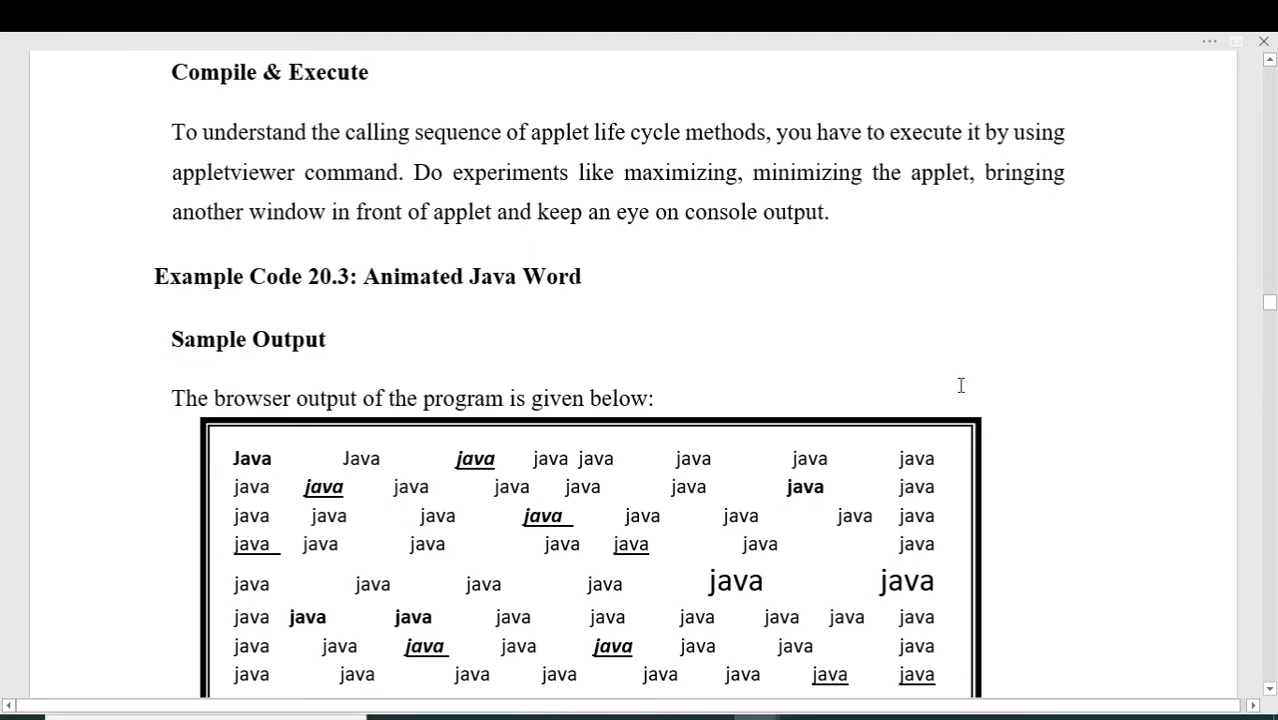 Compile & Execute
To understand the calling sequence of applet life cycle methods, you have to execute it by using
appletviewer command. Do experiments like maximizing, minimizing the applet, bringing
another window in front of applet and keep an eye on console output.
Example Code 20.3: Animated Java Word
Sample Output
The browser output of the program is given below:
Java Java java java java java java java
java java java java java java java java
java java java java java java java java
java java java java java java java
java java java java java java
java java java java java java java java java
java java java java java java java java
java java java java java java java java